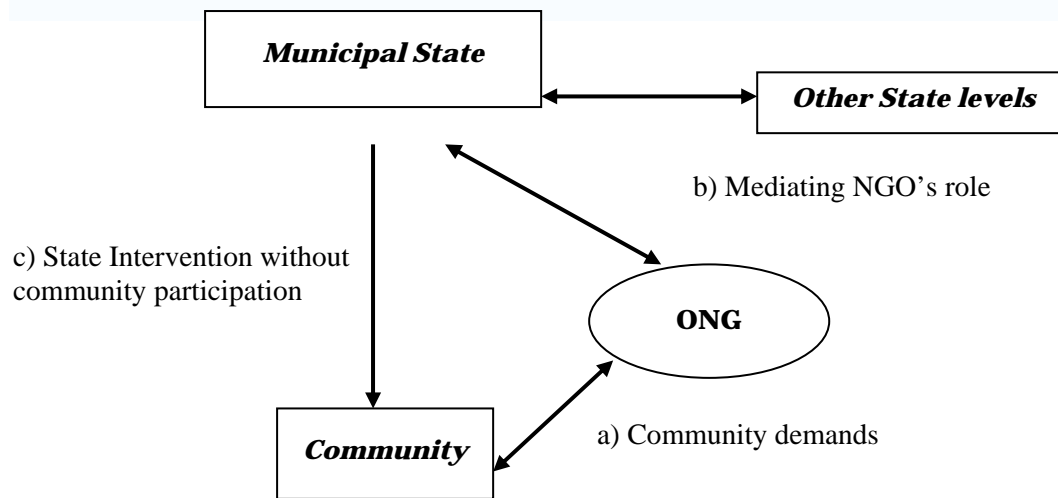 Municipal State
Other State levels
b) Mediating NGO’s role
c) State Intervention without
community participation
ONG
a) Community demands
Community